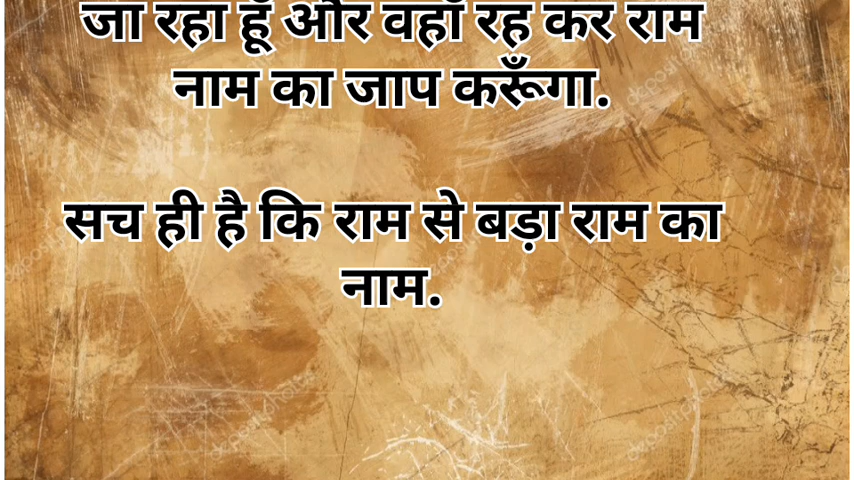 जा रहा हूँ और वहाँ रह कर राम
नाम का जाप करूँगा.
सच ही है कि राम से बड़ा राम का
नाम.